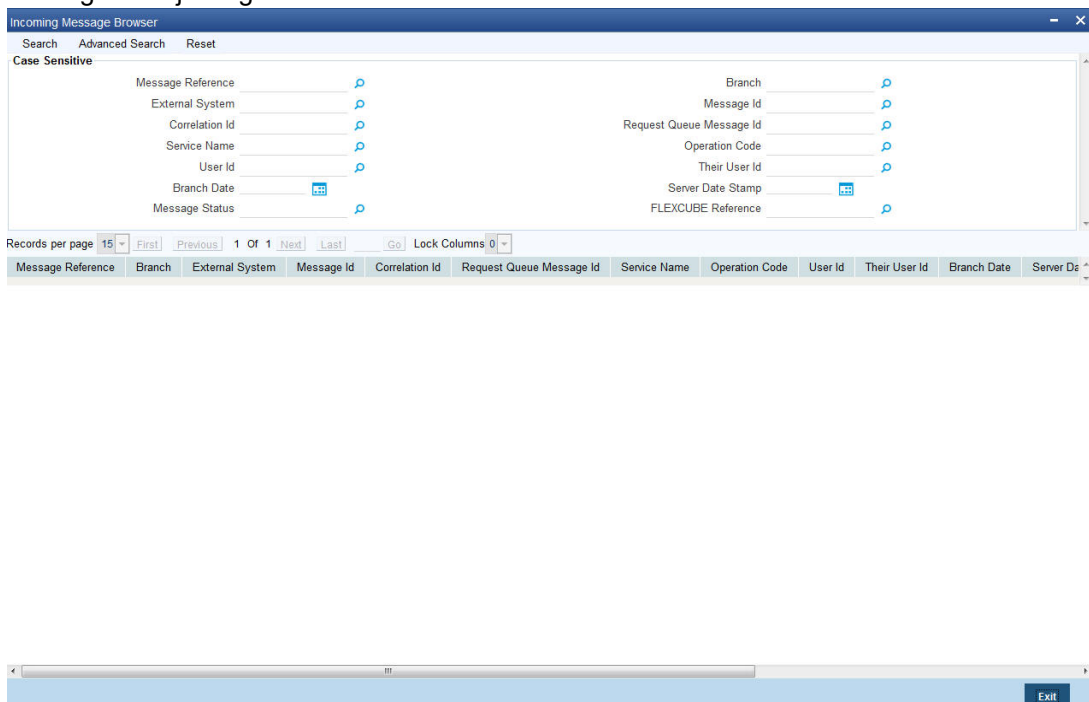 Incoming Message Browser
Search Advanced Search Reset
Case Sensitive
Message Reference Branch
External System Message Id
Correlation Id Request Queue Message Id
Service Name Operation Code
User Id Their User Id
Branch Date Server Date Stamp
Message Status FLEXCUBE Reference
Records per page 15 First Previous 1 Of 1 Next Last Go Lock Columns 0
Message Reference Branch External System Message Id Correlation Id Request Queue Message Id Service Name Operation Code User Id Their User Id Branch Date Server Da
Exit